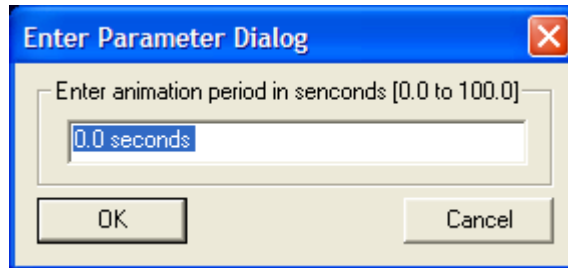 Enter Parameter Dialog
Enter animation period in senconds [0.0 to 100.0]
0.0 seconds
OK Cancel